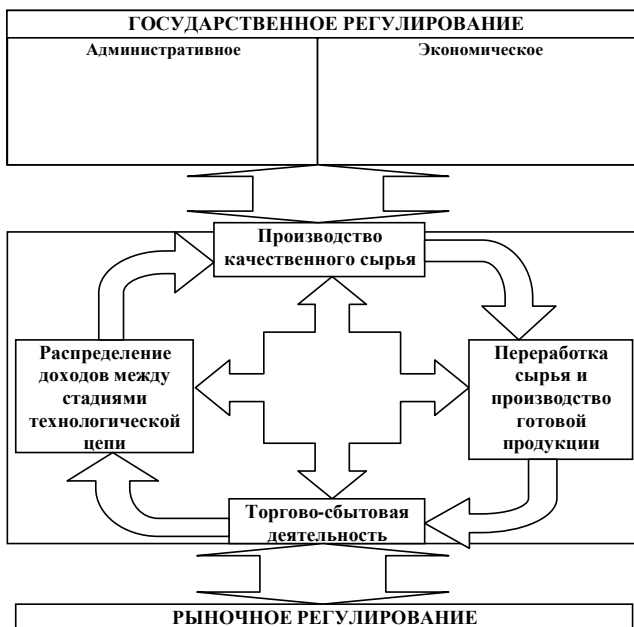 ГОСУДАРСТВЕННОЕ РЕГУЛИРОВАНИЕ
Административное
Экономическое
Производство
качественного сырья
Распределение
доходов между
стадиями
технологической
цепи
Переработка
сырья и
производство
готовой
продукции
Торгово-сбытовая
деятельность
РЫНОЧНОЕ РЕГУЛИРОВАНИЕ